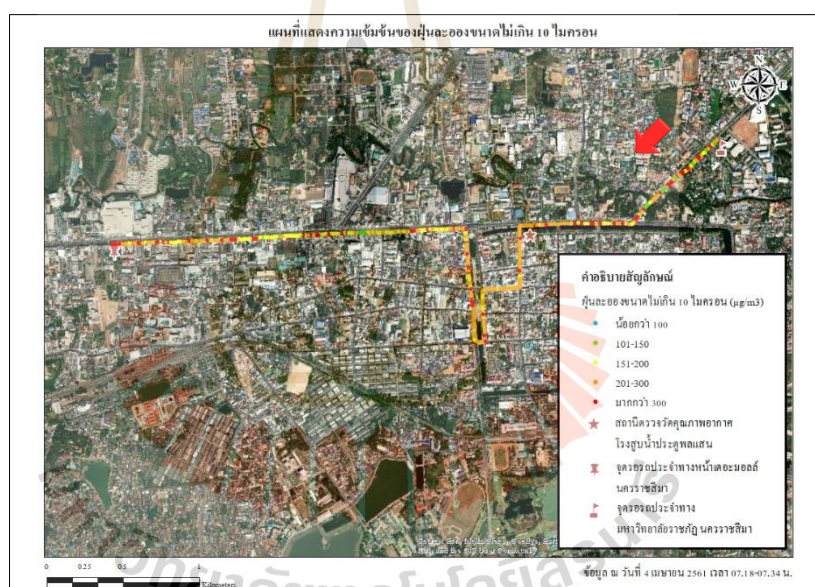 แผนที่แสดงความเข้มข้นของฝุ่นละอองขนาดไม่เกิน 10 ไมครอน
N
W E
S
คำอธิบายสัญลักษณ์
ฝุ่นละอองขนาดไม่เกิน 10 ไมครอน (µg/m3)
น้อยกว่า 100
101-150
151-200
201-300
มากกว่า 300
สถานีตรวจวัดคุณภาพอากาศ
โรงสูบน้ำประตูพลแสน
จุดรอรถประจำทางหน้าเดอะมอลล์
นครราชสีมา
จุดรอรถประจำทาง
มหาวิทยาลัยราชภัฏนครราชสีมา
0 0.25 0.5 1
Kilometers
ข้อมูล ณ วันที่ 4 เมษายน 2561 เวลา 07.18-07.34 น.